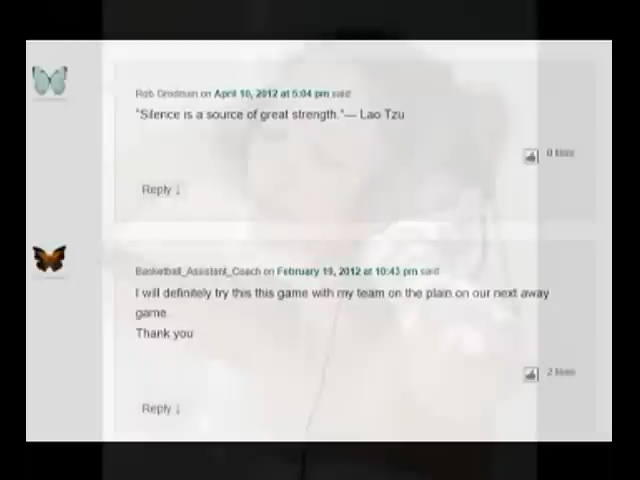 Rob Grodman on April 10, 2012 at 5:04 pm said
"Silence is a source of great strength."— Lao Tzu
0 likes
Reply ↓
Basketball_Assistant_Coach on February 19, 2012 at 10:43 pm said
I will definitely try this this game with my team on the plain on our next away
game.
Thank you
2 likes
Reply ↓